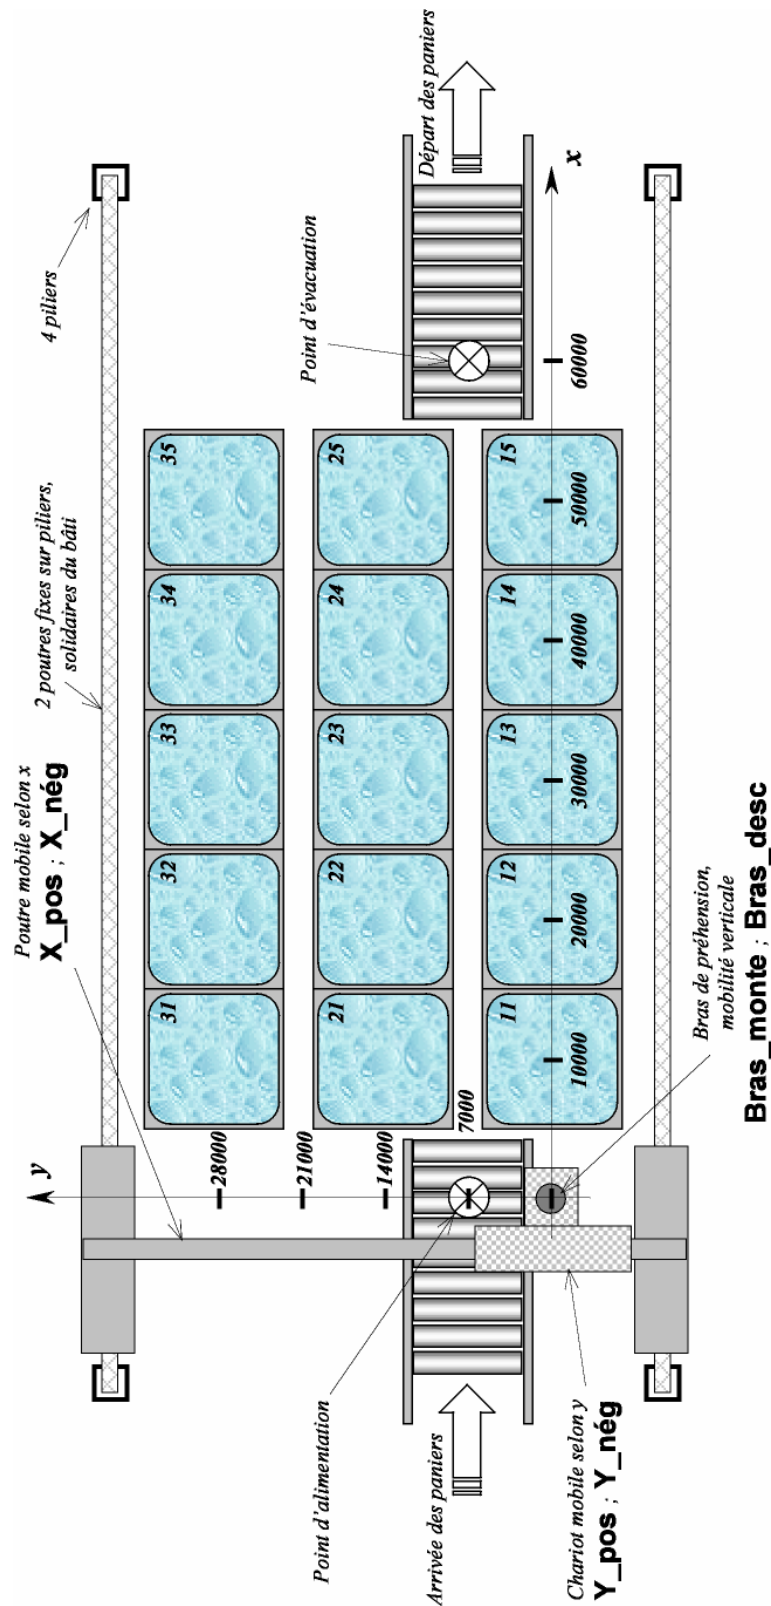 Poutre mobile selon x
X_pos ; X_nég
2 poutres fixes sur piliers,
solidaires du bâti
4 piliers
y
28000
21000
14000
7000
31
32
33
34
35
21
22
23
24
25
11
12
13
14
15
10000
20000
30000
40000
50000
60000
x
Point d'alimentation
Point d'évacuation
Arrivée des paniers
Départ des paniers
Chariot mobile selon y
Y_pos ; Y_nég
Bras de préhension,
mobilité verticale
Bras_monte ; Bras_desc